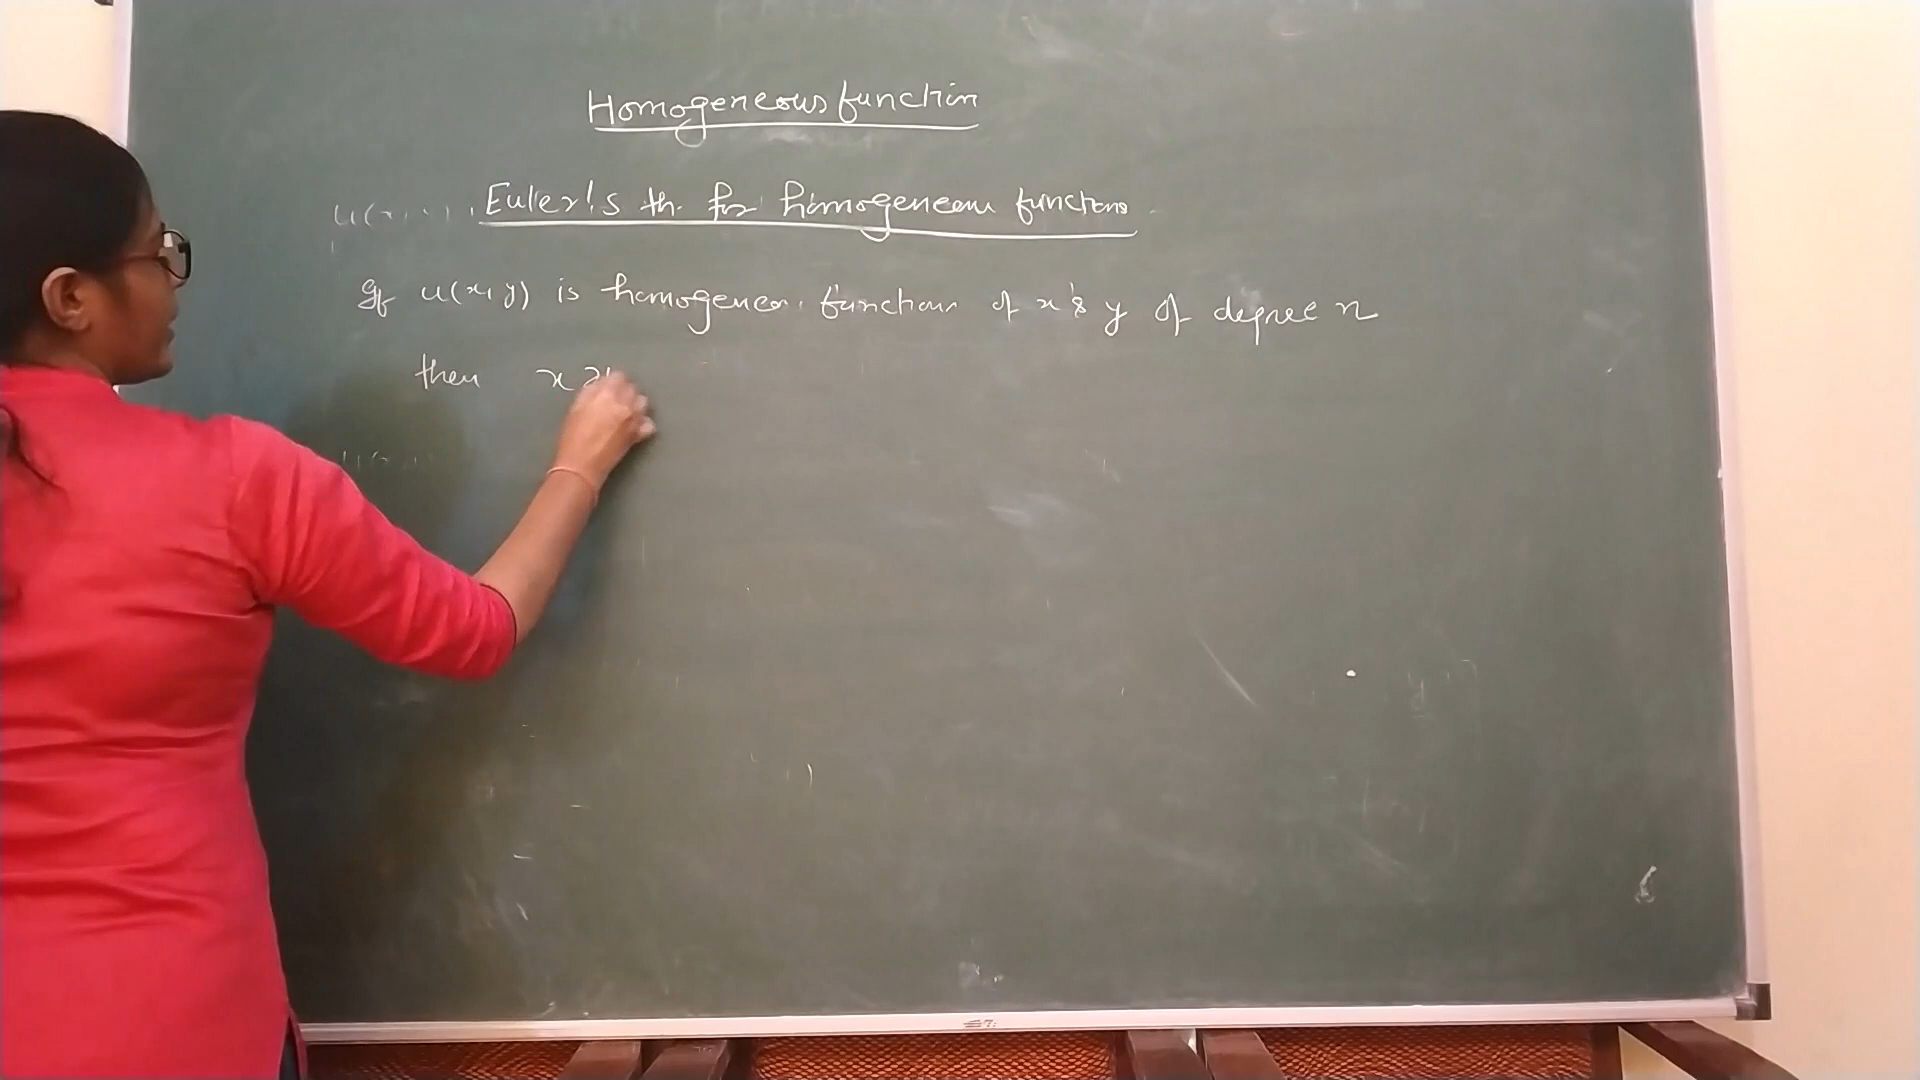 Homogeneous function
u(x, y), Euler's th. for homogeneous functions.
If u(x, y) is homogeneous function of x & y of degree n
then x ∂u